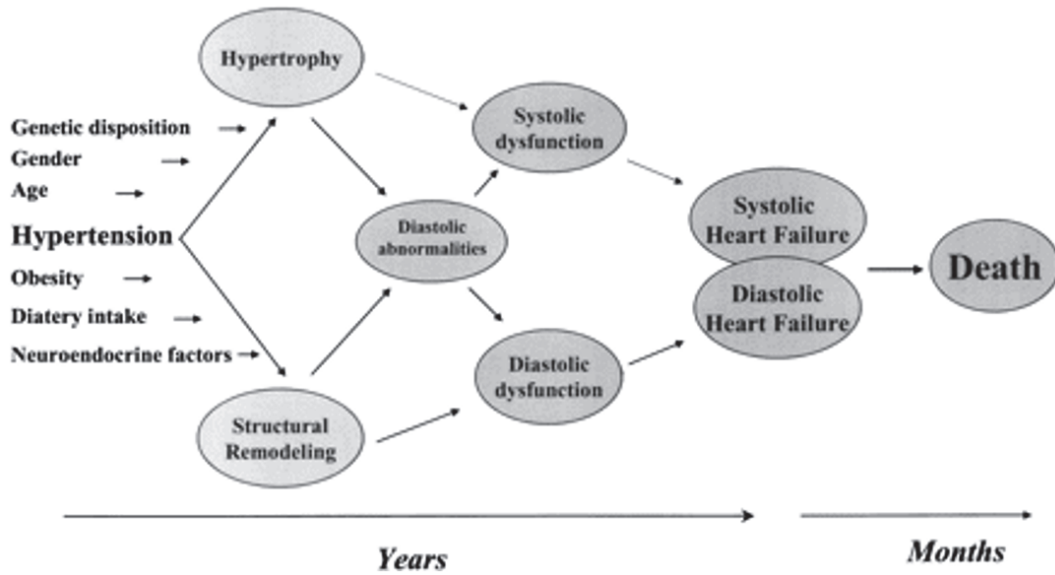 Hypertrophy
Genetic disposition
Gender
Age
Hypertension
Obesity
Diatery intake
Neuroendocrine factors
Structural
Remodeling
Diastolic
abnormalities
Systolic
dysfunction
Diastolic
dysfunction
Systolic
Heart Failure
Diastolic
Heart Failure
Death
Years
Months